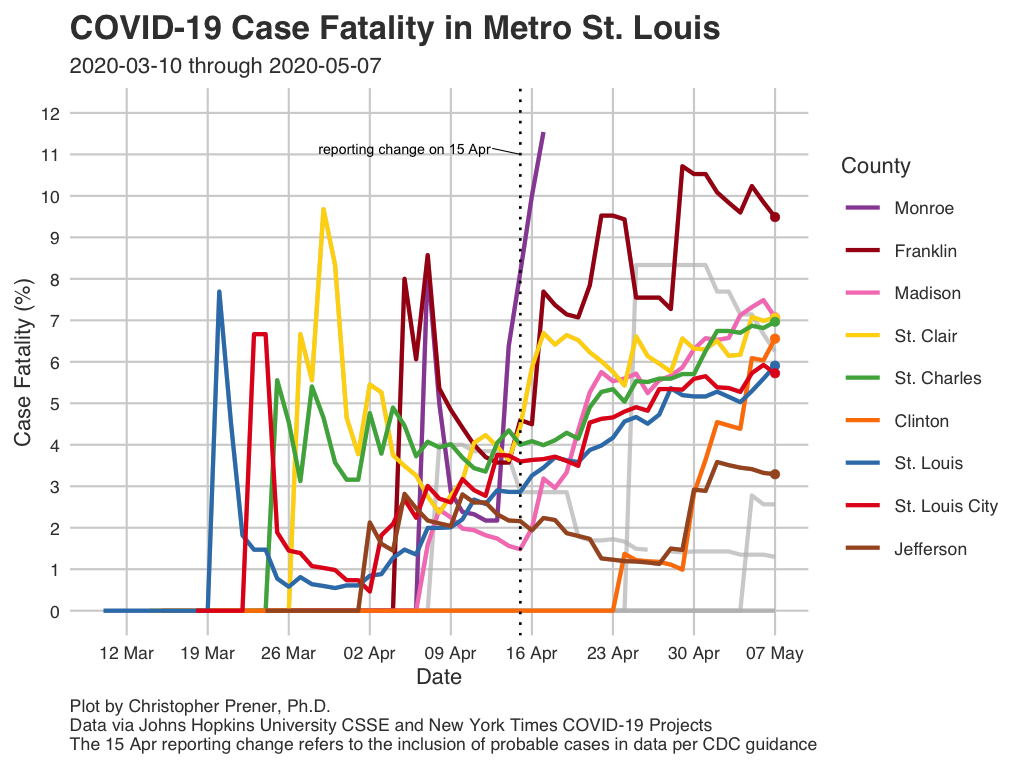 COVID-19 Case Fatality in Metro St. Louis
2020-03-10 through 2020-05-07
12
11
10
9
8
7
6
5
4
3
2
1
0
Case Fatality (%)
reporting change on 15 Apr
12 Mar 19 Mar 26 Mar 02 Apr 09 Apr 16 Apr 23 Apr 30 Apr 07 May
Date
County
Monroe
Franklin
Madison
St. Clair
St. Charles
Clinton
St. Louis
St. Louis City
Jefferson
Plot by Christopher Prener, Ph.D.
Data via Johns Hopkins University CSSE and New York Times COVID-19 Projects
The 15 Apr reporting change refers to the inclusion of probable cases in data per CDC guidance